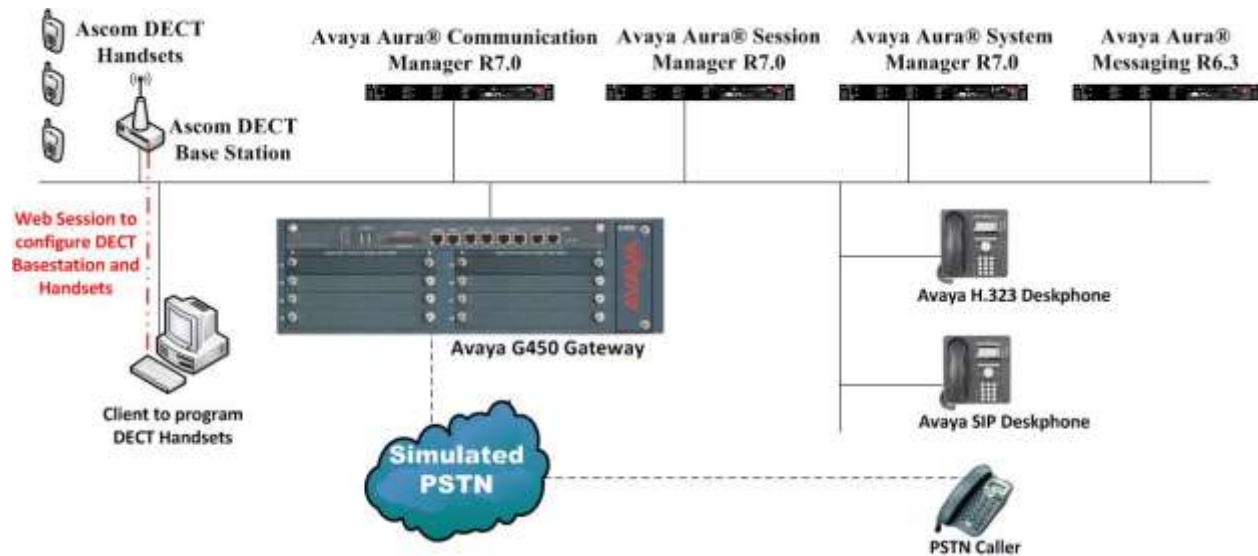 Ascom DECT
Handsets
Avaya Aura® Communication
Manager R7.0
Avaya Aura® Session
Manager R7.0
Avaya Aura® System
Manager R7.0
Avaya Aura®
Messaging R6.3
Ascom DECT
Base Station
Web Session to
configure DECT
Basestation and
Handsets
AVAYA
Avaya G450 Gateway
Avaya H.323 Deskphone
Client to program
DECT Handsets
Avaya SIP Deskphone
Simulated
PSTN
PSTN Caller